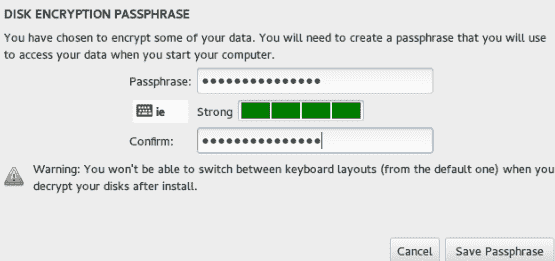 DISK ENCRYPTION PASSPHRASE
You have chosen to encrypt some of your data. You will need to create a passphrase that you will use
to access your data when you start your computer.
Passphrase: ●●●●●●●●●●●●●●●
ie Strong
Confirm: ●●●●●●●●●●●●●●●
Warning: You won't be able to switch between keyboard layouts (from the default one) when you
decrypt your disks after install.
Cancel Save Passphrase